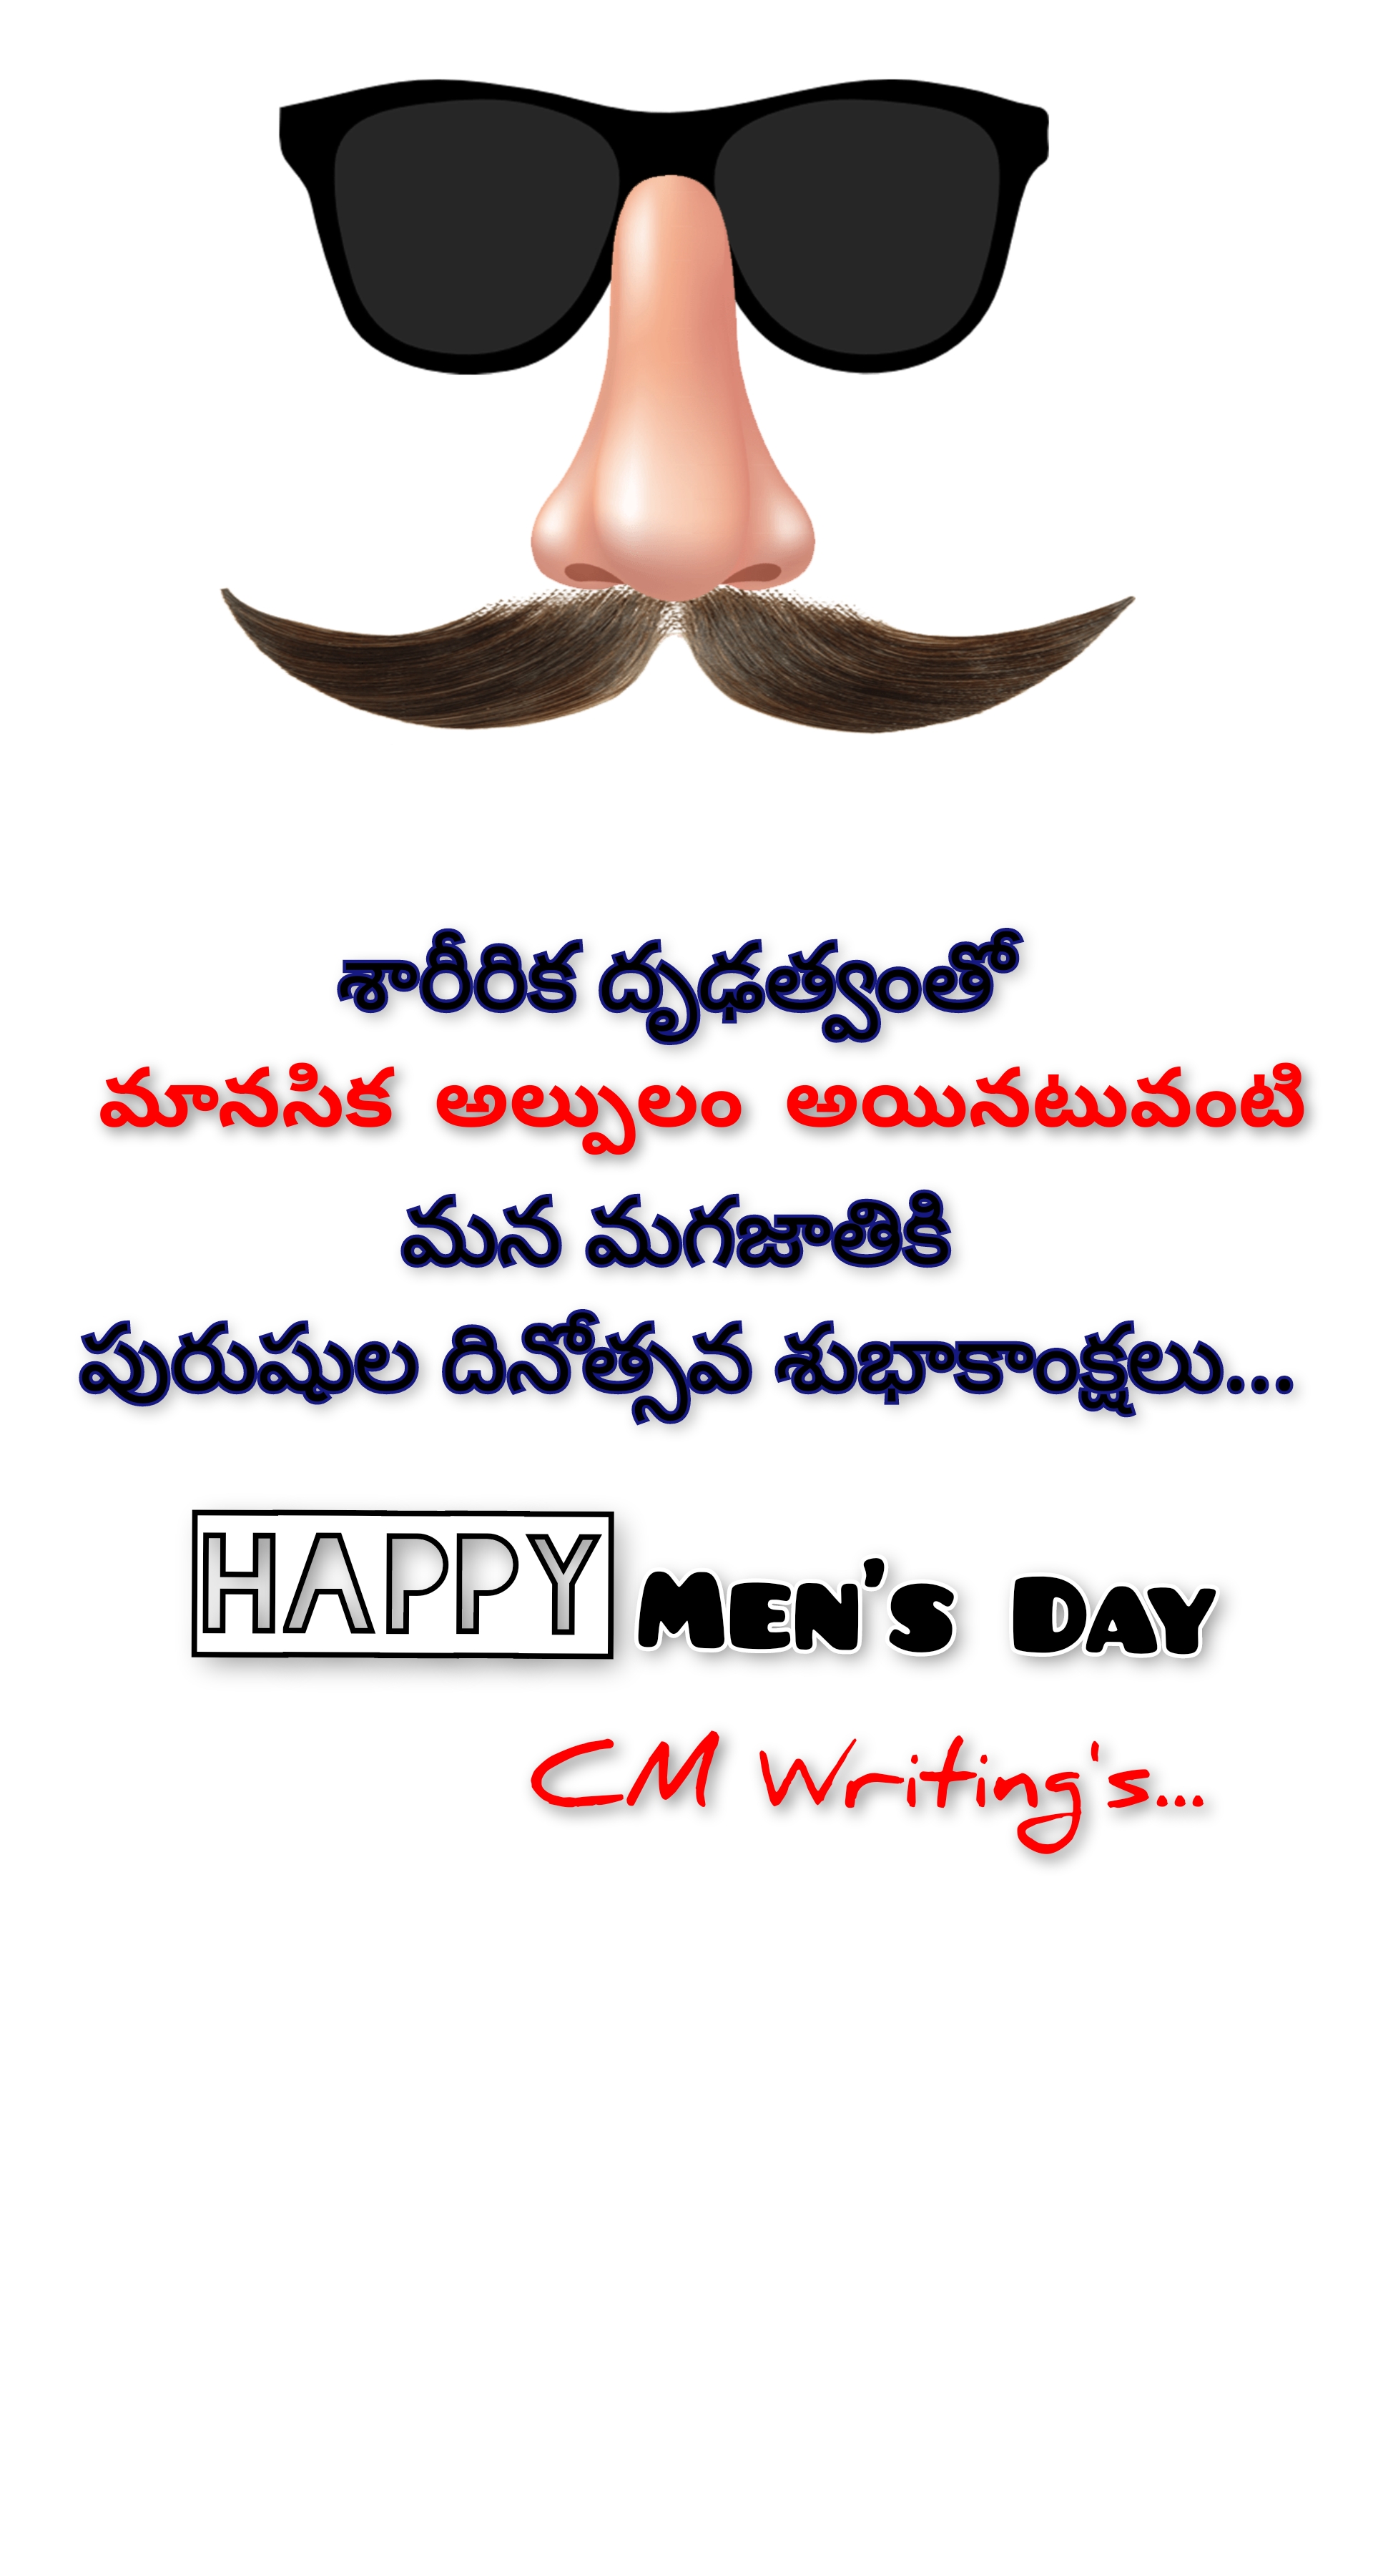 శారీరిక దృఢత్వంతో
మానసిక అల్పులం అయినటువంటి
మన మగజాతికి
పురుషుల దినోత్సవ శుభాకాంక్షలు...
HAPPY MEN'S DAY
CM Writing's...